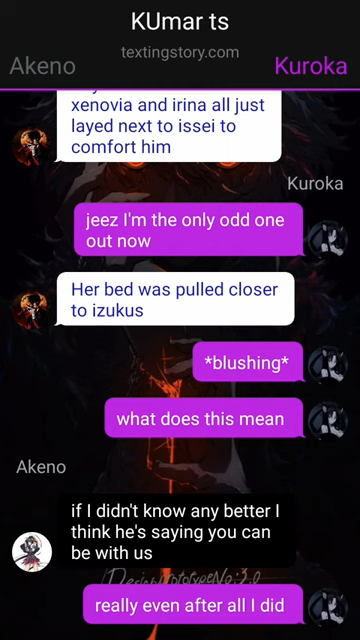 KUmar ts
textingstory.com
Akeno
Kuroka
xenovia and irina all just
layed next to issei to
comfort him
Kuroka
jeez I'm the only odd one
out now
Her bed was pulled closer
to izukus
*blushing*
what does this mean
Akeno
if I didn't know any better I
think he's saying you can
be with us
really even after all I did